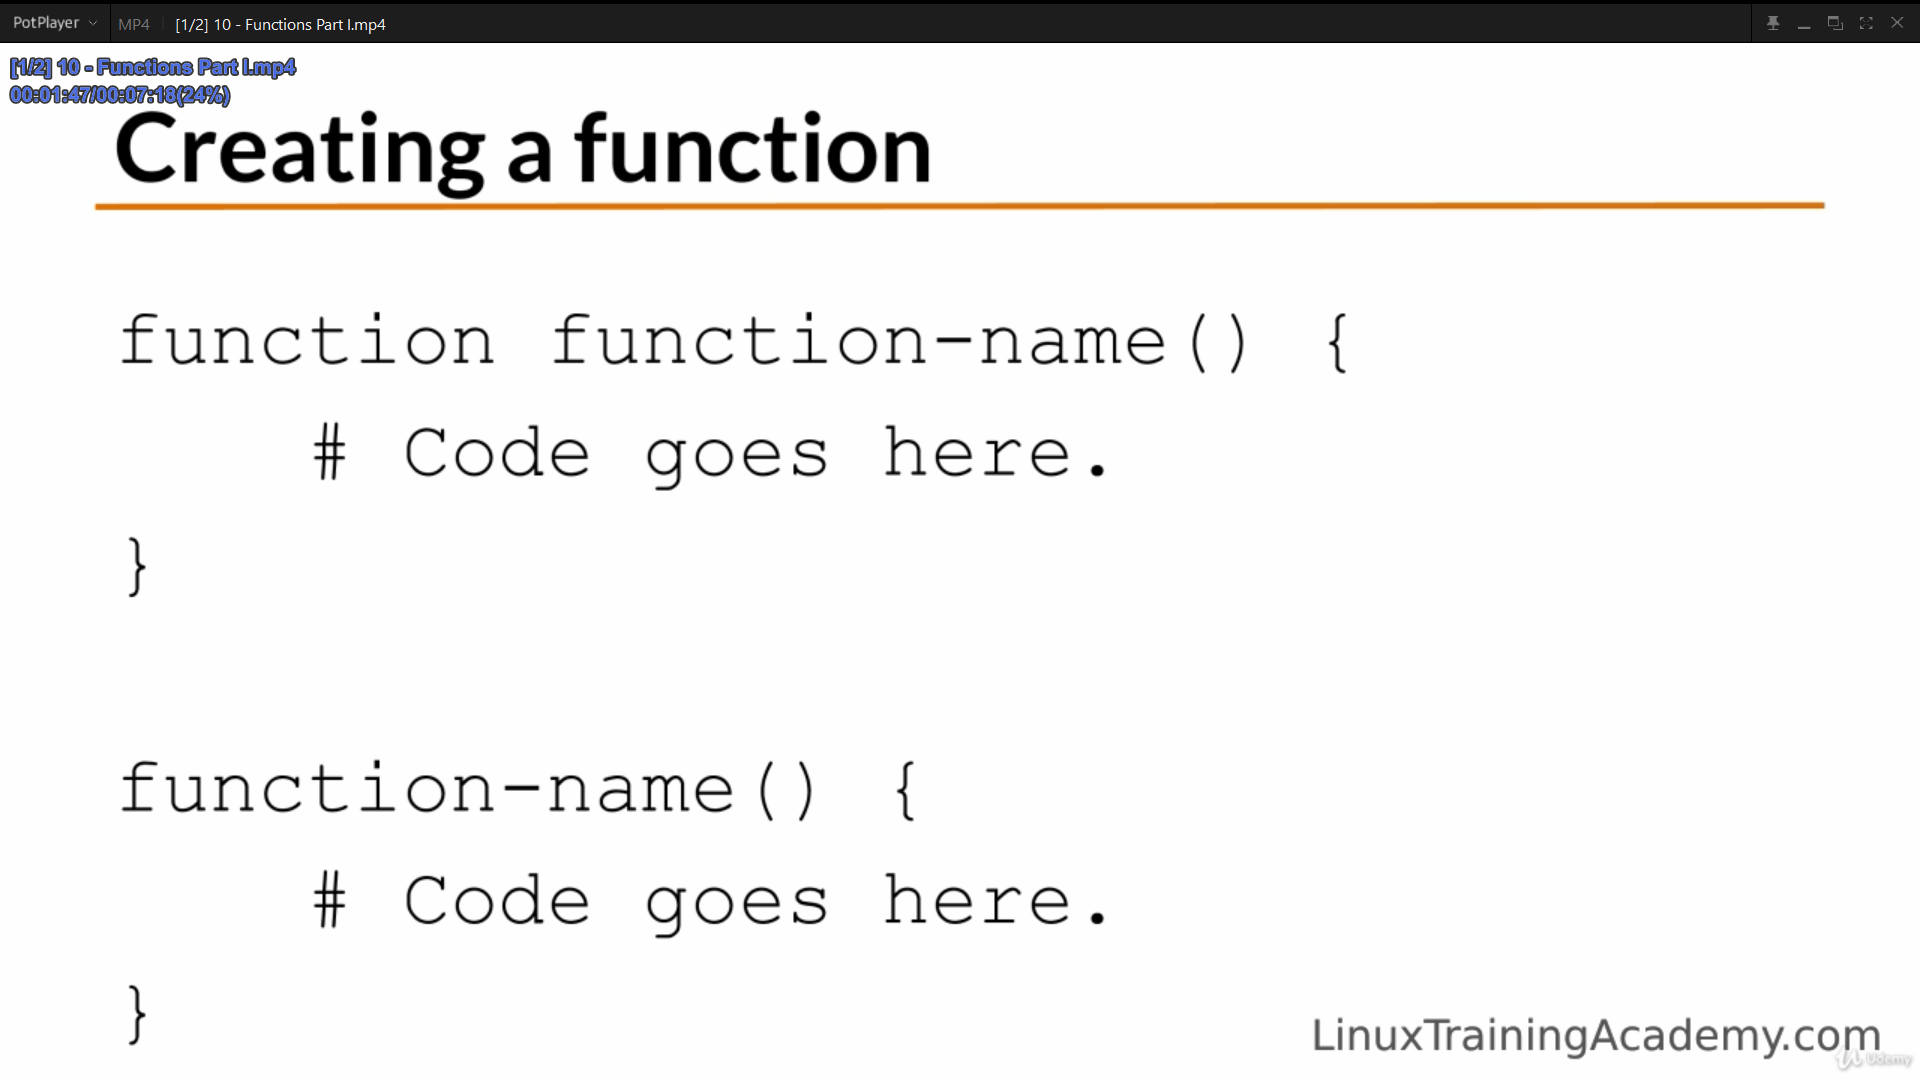 PotPlayer MP4 [1/2] 10 - Functions Part I.mp4
[1/2] 10 - Functions Part I.mp4
00:01:47/00:07:18(24%)
Creating a function
function function-name() {
# Code goes here.
}
function-name() {
# Code goes here.
}
LinuxTrainingAcademy.com
Udemy